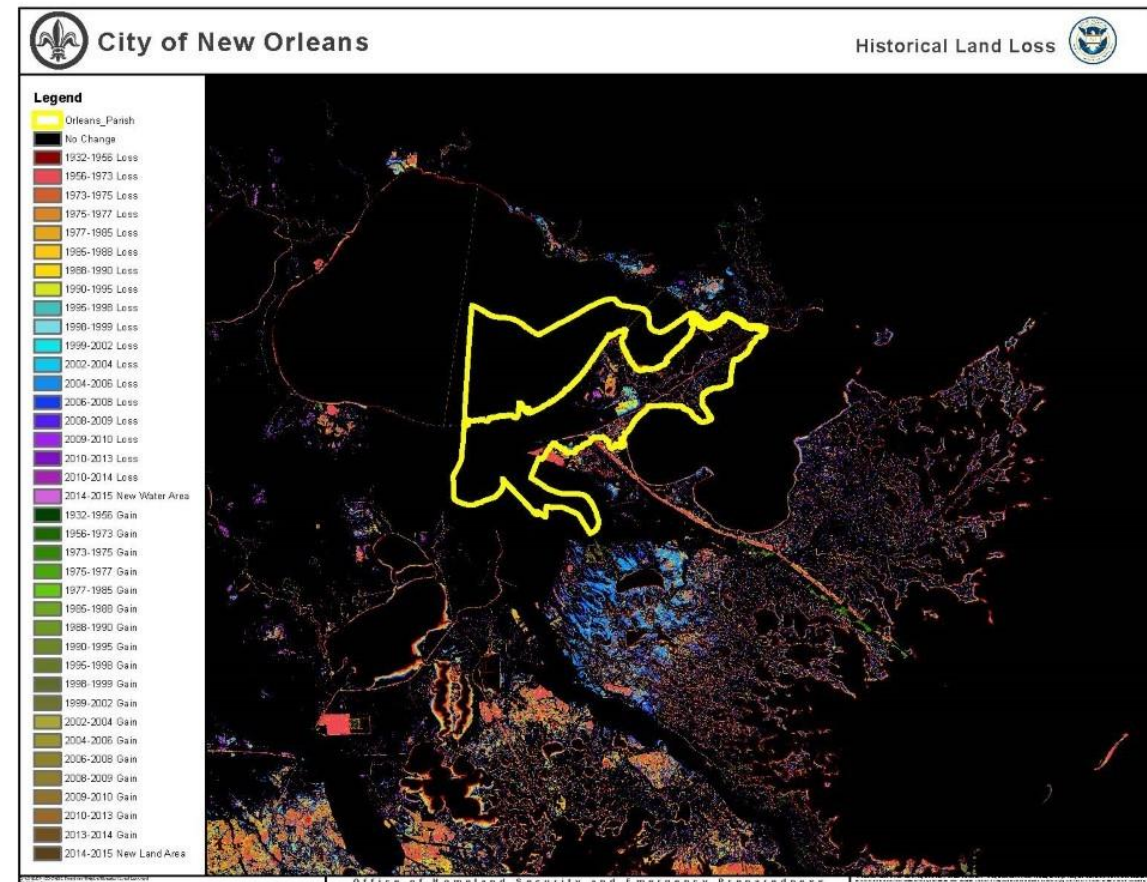 City of New Orleans
Historical Land Loss
Legend
Orleans_Parish
No Change
1932-1956 Loss
1956-1973 Loss
1973-1975 Loss
1975-1977 Loss
1977-1985 Loss
1985-1988 Loss
1988-1990 Loss
1990-1995 Loss
1995-1998 Loss
1998-1999 Loss
1999-2002 Loss
2002-2004 Loss
2004-2006 Loss
2006-2008 Loss
2008-2009 Loss
2009-2010 Loss
2010-2013 Loss
2010-2014 Loss
2014-2015 New Water Area
1932-1956 Gain
1956-1973 Gain
1973-1975 Gain
1975-1977 Gain
1977-1985 Gain
1985-1988 Gain
1988-1990 Gain
1990-1995 Gain
1995-1998 Gain
1998-1999 Gain
1999-2002 Gain
2002-2004 Gain
2004-2006 Gain
2006-2008 Gain
2008-2009 Gain
2009-2010 Gain
2010-2013 Gain
2013-2014 Gain
2014-2015 New Land Area
Office of Homeland Security and Emergency Preparedness